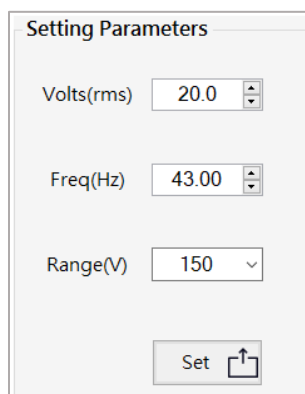 Setting Parameters
Volts(rms) 20.0
Freq(Hz) 43.00
Range(V) 150
Set